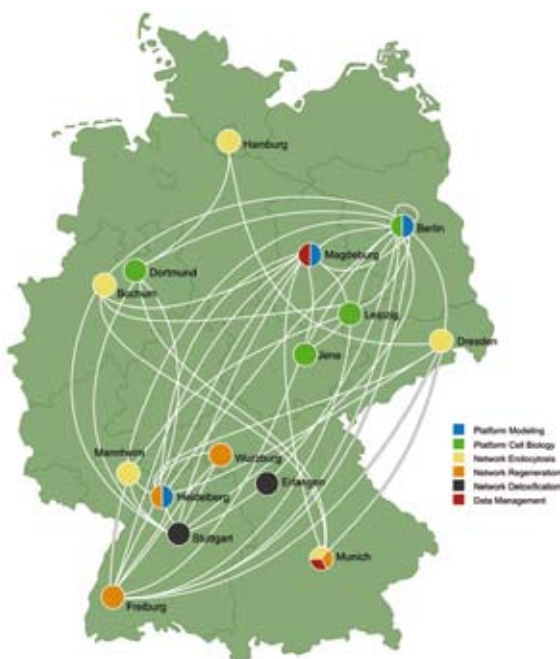 Hamburg
Berlin
Magdeburg
Dortmund
Bochum
Leipzig
Dresden
Jena
Platform Modeling
Platform Cell Biology
Network Endocytosis
Network Regeneration
Network Detoxification
Data Management
Wurzburg
Mannheim
Erlangen
Heidelberg
Stuttgart
Munich
Freiburg